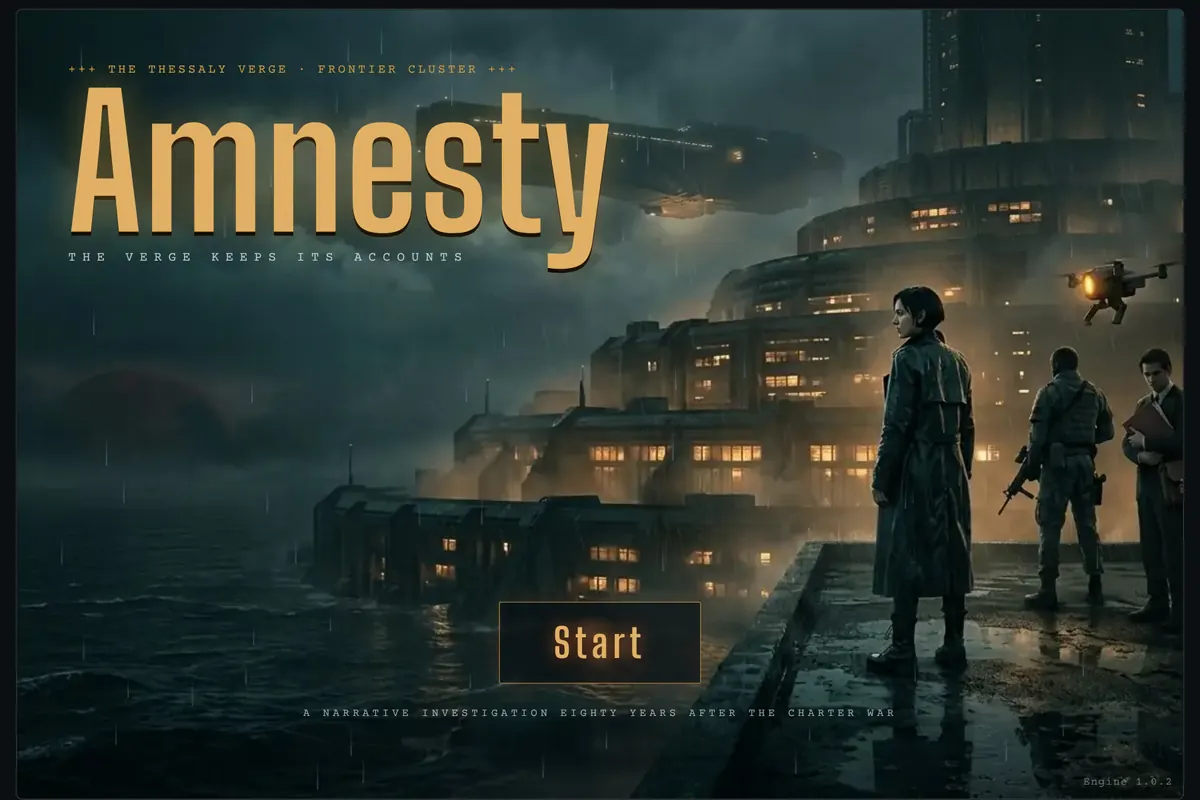 +++ THE THESSALY VERGE · FRONTIER CLUSTER +++
Amnesty
THE VERGE KEEPS ITS ACCOUNTS
Start
A NARRATIVE INVESTIGATION EIGHTY YEARS AFTER THE CHARTER WAR
Engine 1.0.2